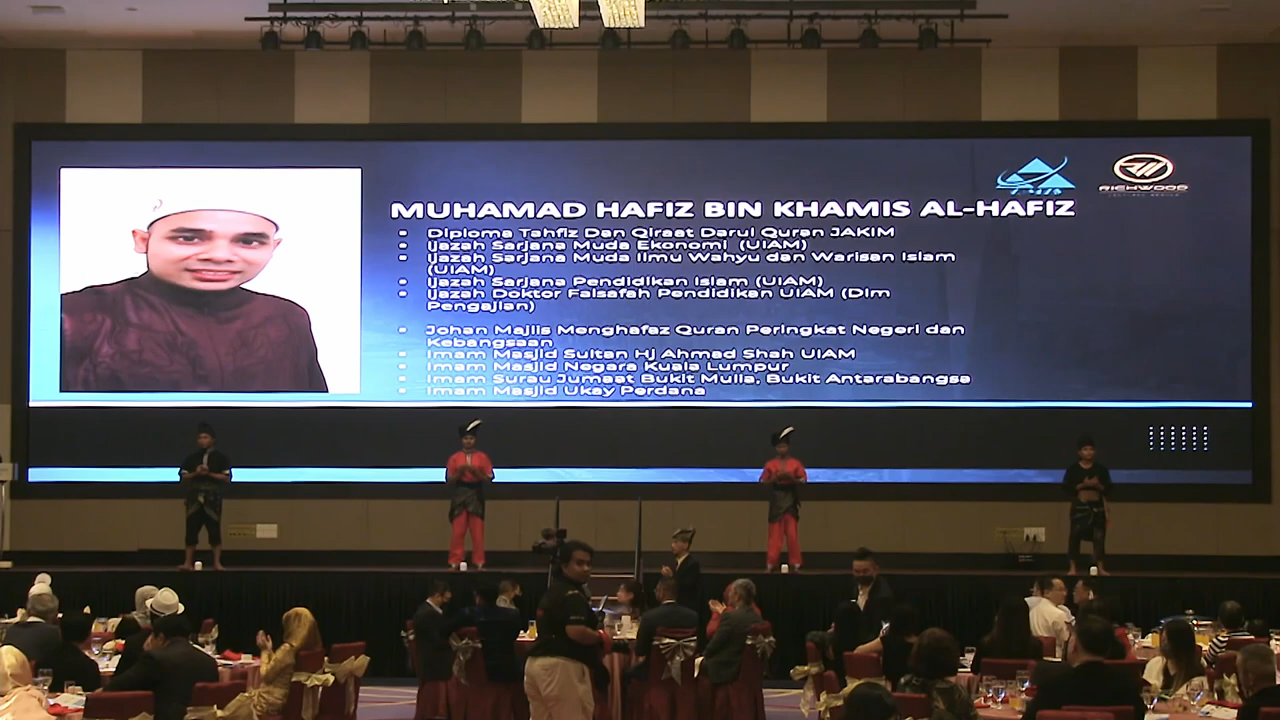 RICHWOOD
MUHAMAD HAFIZ BIN KHAMIS AL-HAFIZ
Diploma Tahfiz Dan Qiraat Darul Quran JAKIM
Ijazah Sarjana Muda Ekonomi (UIAM)
Ijazah Sarjana Muda Ilmu Wahyu dan Warisan Islam
(UIAM)
Ijazah Sarjana Pendidikan Islam (UIAM)
Ijazah Doktor Falsafah Pendidikan UIAM (Dlm
Pengajian)
Johan Majlis Menghafaz Quran Peringkat Negeri dan
Kebangsaan
Imam Masjid Sultan Hj Ahmad Shah UIAM
Imam Masjid Negara Kuala Lumpur
Imam Surau Jumaat Bukit Mulia, Bukit Antarabangsa
Imam Masjid Ukay Perdana